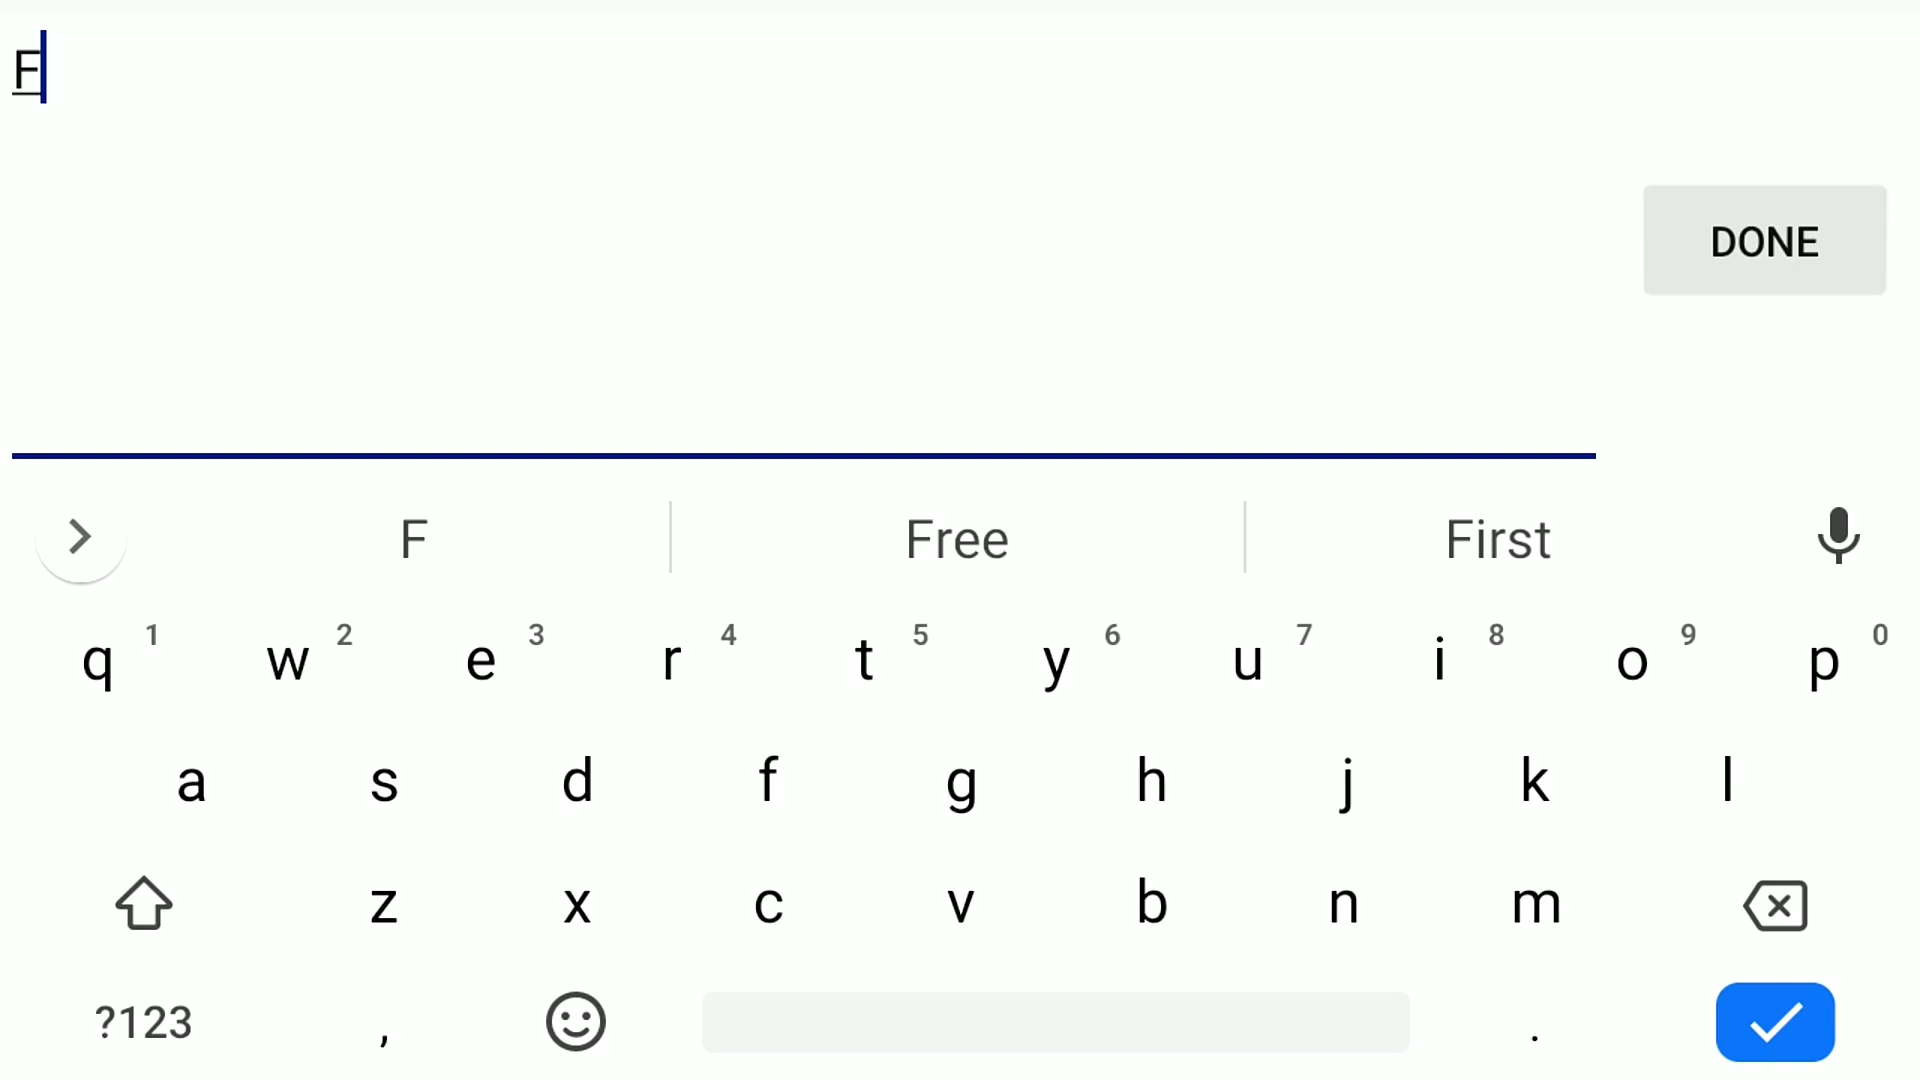 F
DONE
F Free First
q 1 w 2 e 3 r 4 t 5 y 6 u 7 i 8 o 9 p 0
a s d f g h j k l
z x c v b n m
?123 , .